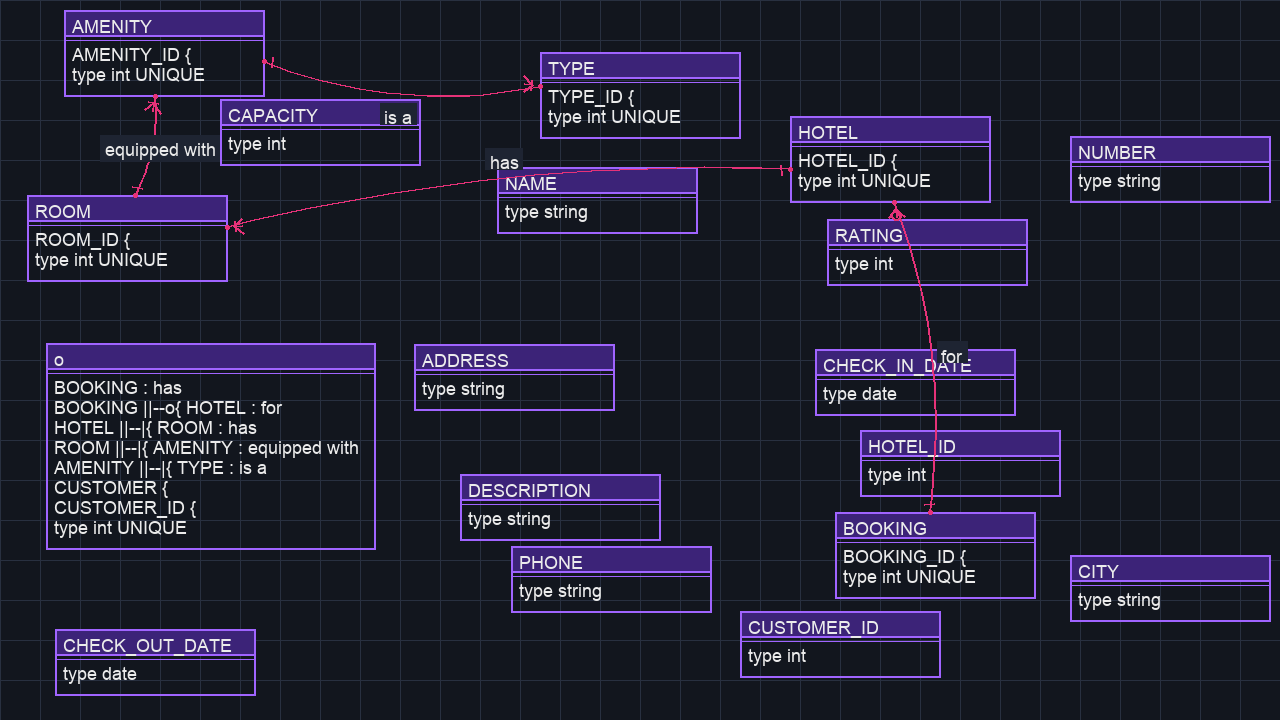 AMENITY
AMENITY_ID {
type int UNIQUE
TYPE
TYPE_ID {
type int UNIQUE
CAPACITY
is a
type int
HOTEL
HOTEL_ID {
type int UNIQUE
NUMBER
type string
equipped with
has
NAME
type string
ROOM
ROOM_ID {
type int UNIQUE
RATING
type int
o
BOOKING : has
BOOKING ||--o{ HOTEL : for
HOTEL ||--|{ ROOM : has
ROOM ||--|{ AMENITY : equipped with
AMENITY ||--|{ TYPE : is a
CUSTOMER {
CUSTOMER_ID {
type int UNIQUE
ADDRESS
type string
for
CHECK_IN_DATE
type date
HOTEL_ID
type int
DESCRIPTION
type string
BOOKING
BOOKING_ID {
type int UNIQUE
PHONE
type string
CITY
type string
CUSTOMER_ID
type int
CHECK_OUT_DATE
type date